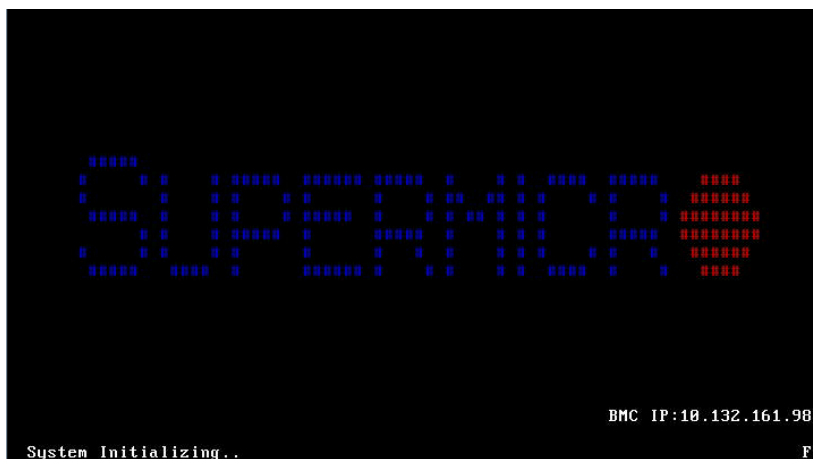 SUPERMICRO
BMC IP:10.132.161.98
System Initializing..
F